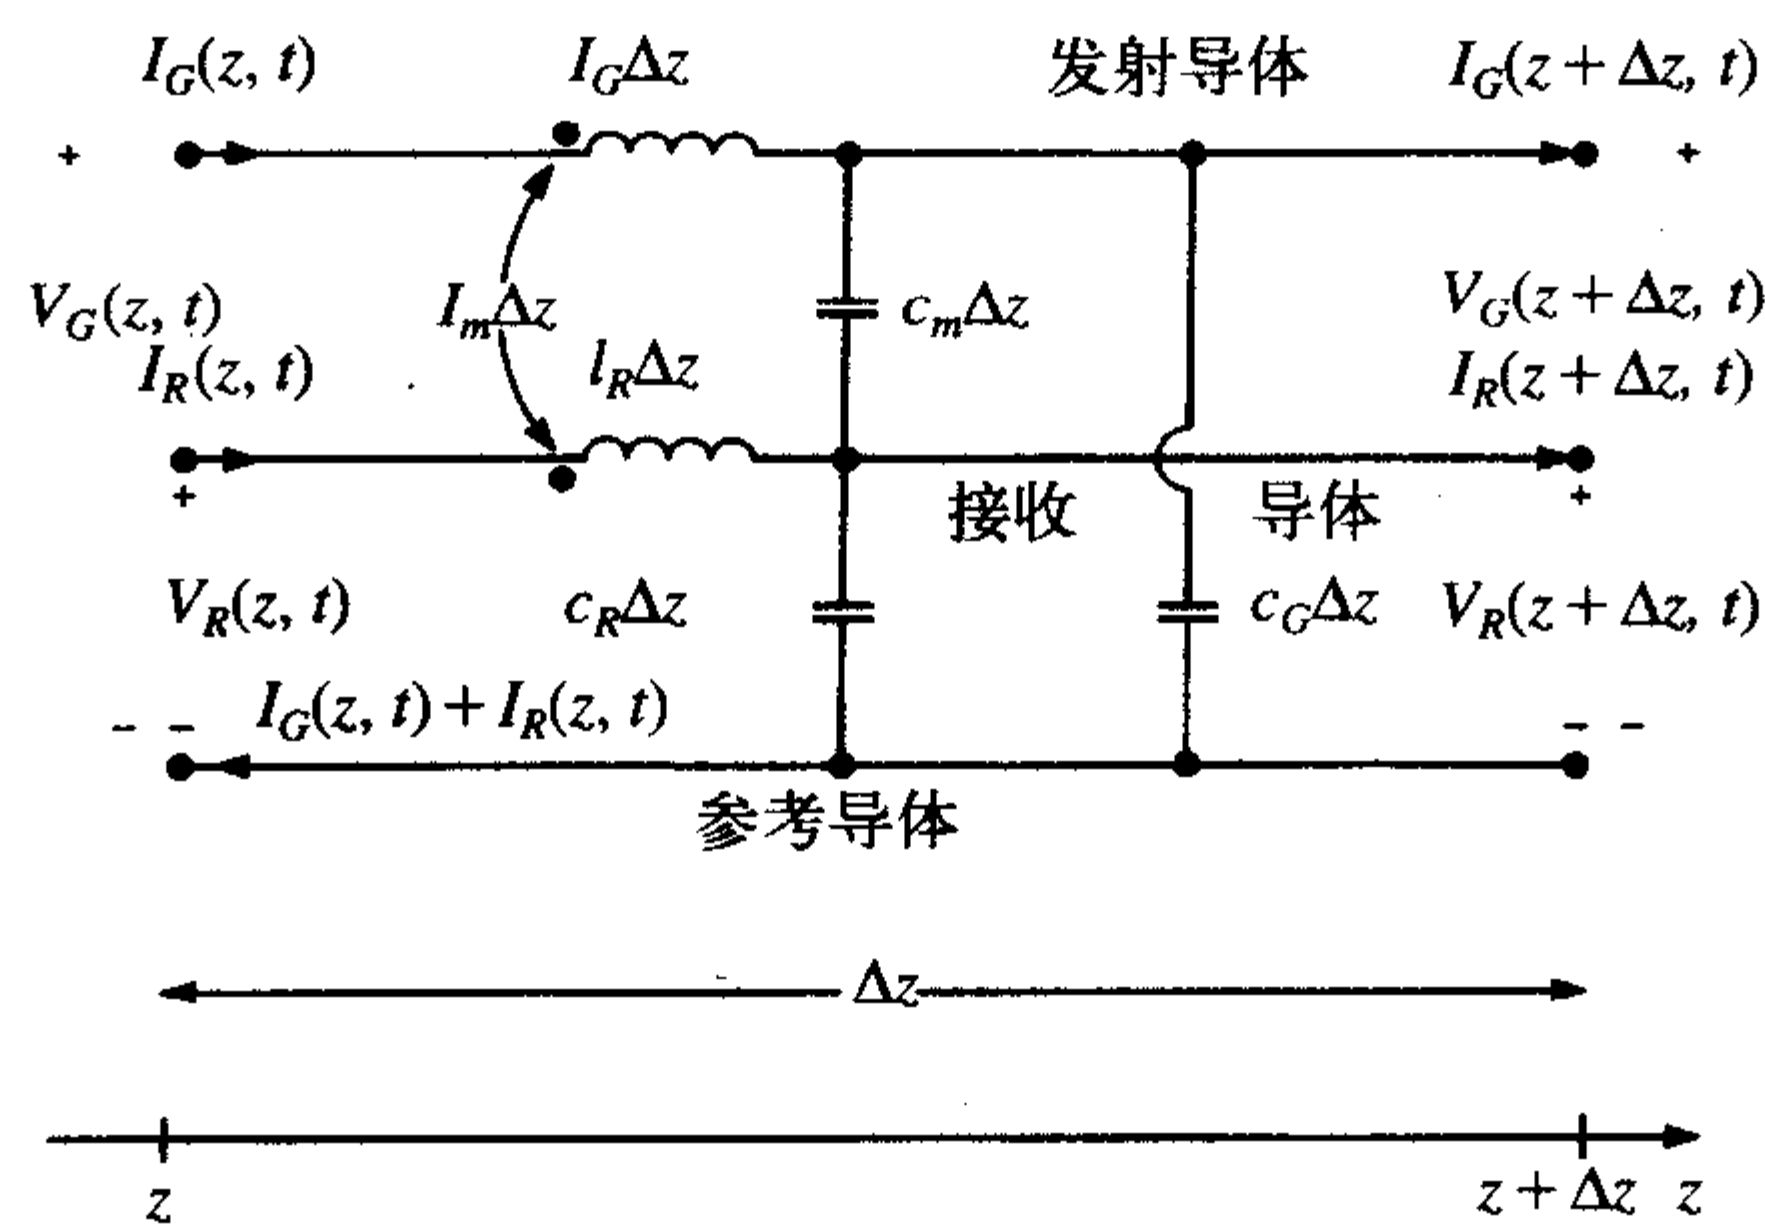 I_G(z, t) I_GΔz 发射导体 I_G(z + Δz, t)
+ +
V_G(z, t) I_mΔz c_mΔz V_G(z + Δz, t)
I_R(z, t) l_RΔz I_R(z + Δz, t)
+ 接收 导体 +
V_R(z, t) c_RΔz c_GΔz V_R(z + Δz, t)
- - I_G(z, t) + I_R(z, t) - -
参考导体
Δz
z z + Δz z